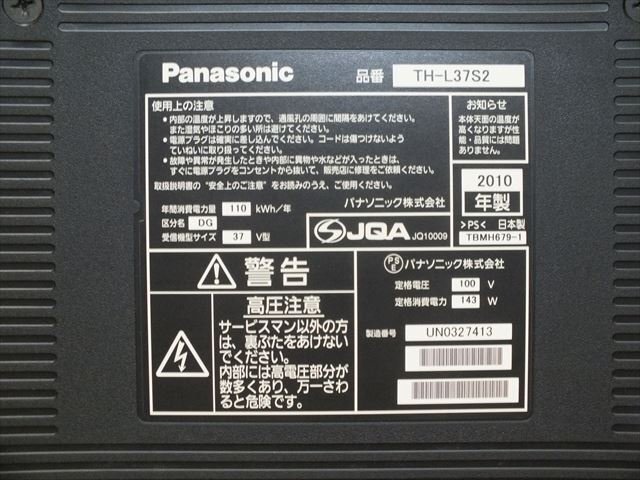 Panasonic 品番 TH-L37S2
使用上の注意
• 内部の温度が上昇しますので、通風孔の周囲に間隔をあけてください。
また湿気やほこりの多い所は避けてください。
• 電源プラグは確実に差し込んでください。コードは傷つけないよう
ていねいに取り扱ってください。
• 故障や異常が発生したときや内部に異物や水などが入ったときは、
すぐに電源プラグをコンセントから抜いて、販売店に修理をご依頼ください。
取扱説明書の“安全上のご注意”をお読みのうえ、ご使用ください。
年間消費電力量 110 kWh/年
区分名 DG
受信機型サイズ 37 V型
パナソニック株式会社
JQA JQ10009
お知らせ
本体天面の温度が
高くなりますが性
能・品質には問題
ありません。
2010
年製
>PS< 日本製
TBMH679-1
警告
高圧注意
サービスマン以外の方
は、裏ぶたをあけない
でください。
内部には高電圧部分が
数多くあり、万一さわ
ると危険です。
PSE パナソニック株式会社
定格電圧 100 V
定格消費電力 143 W
製造番号 UN0327413